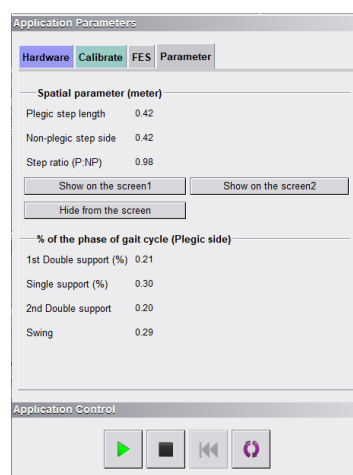 Application Parameters
Hardware Calibrate FES Parameter
Spatial parameter (meter)
Plegic step length 0.42
Non-plegic step side 0.42
Step ratio (P:NP) 0.98
Show on the screen1 Show on the screen2
Hide from the screen
% of the phase of gait cycle (Plegic side)
1st Double support (%) 0.21
Single support (%) 0.30
2nd Double support 0.20
Swing 0.29
Application Control